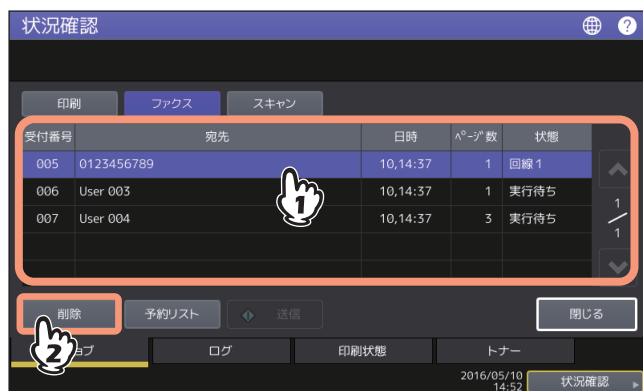 状況確認
?
印刷 ファクス スキャン
受付番号 宛先 日時 ﾍﾟｰｼﾞ数 状態
005 0123456789 10,14:37 1 回線 1
006 User 003 10,14:37 1 実行待ち
007 User 004 10,14:37 3 実行待ち
1
1
1
削除 予約リスト 送信 閉じる
2
ョブ ログ 印刷状態 トナー
2016/05/10
14:52
状況確認